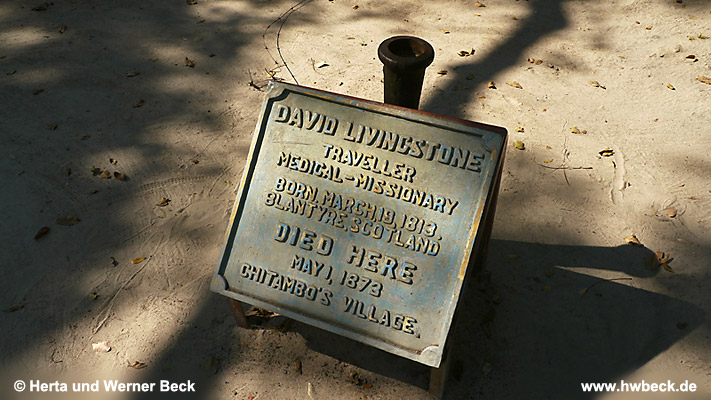 DAVID LIVINGSTONE
TRAVELLER
MEDICAL-MISSIONARY
BORN, MARCH 19, 1813.
BLANTYRE, SCOTLAND
DIED HERE
MAY 1, 1873
CHITAMBO'S VILLAGE.
© Herta und Werner Beck
www.hwbeck.de